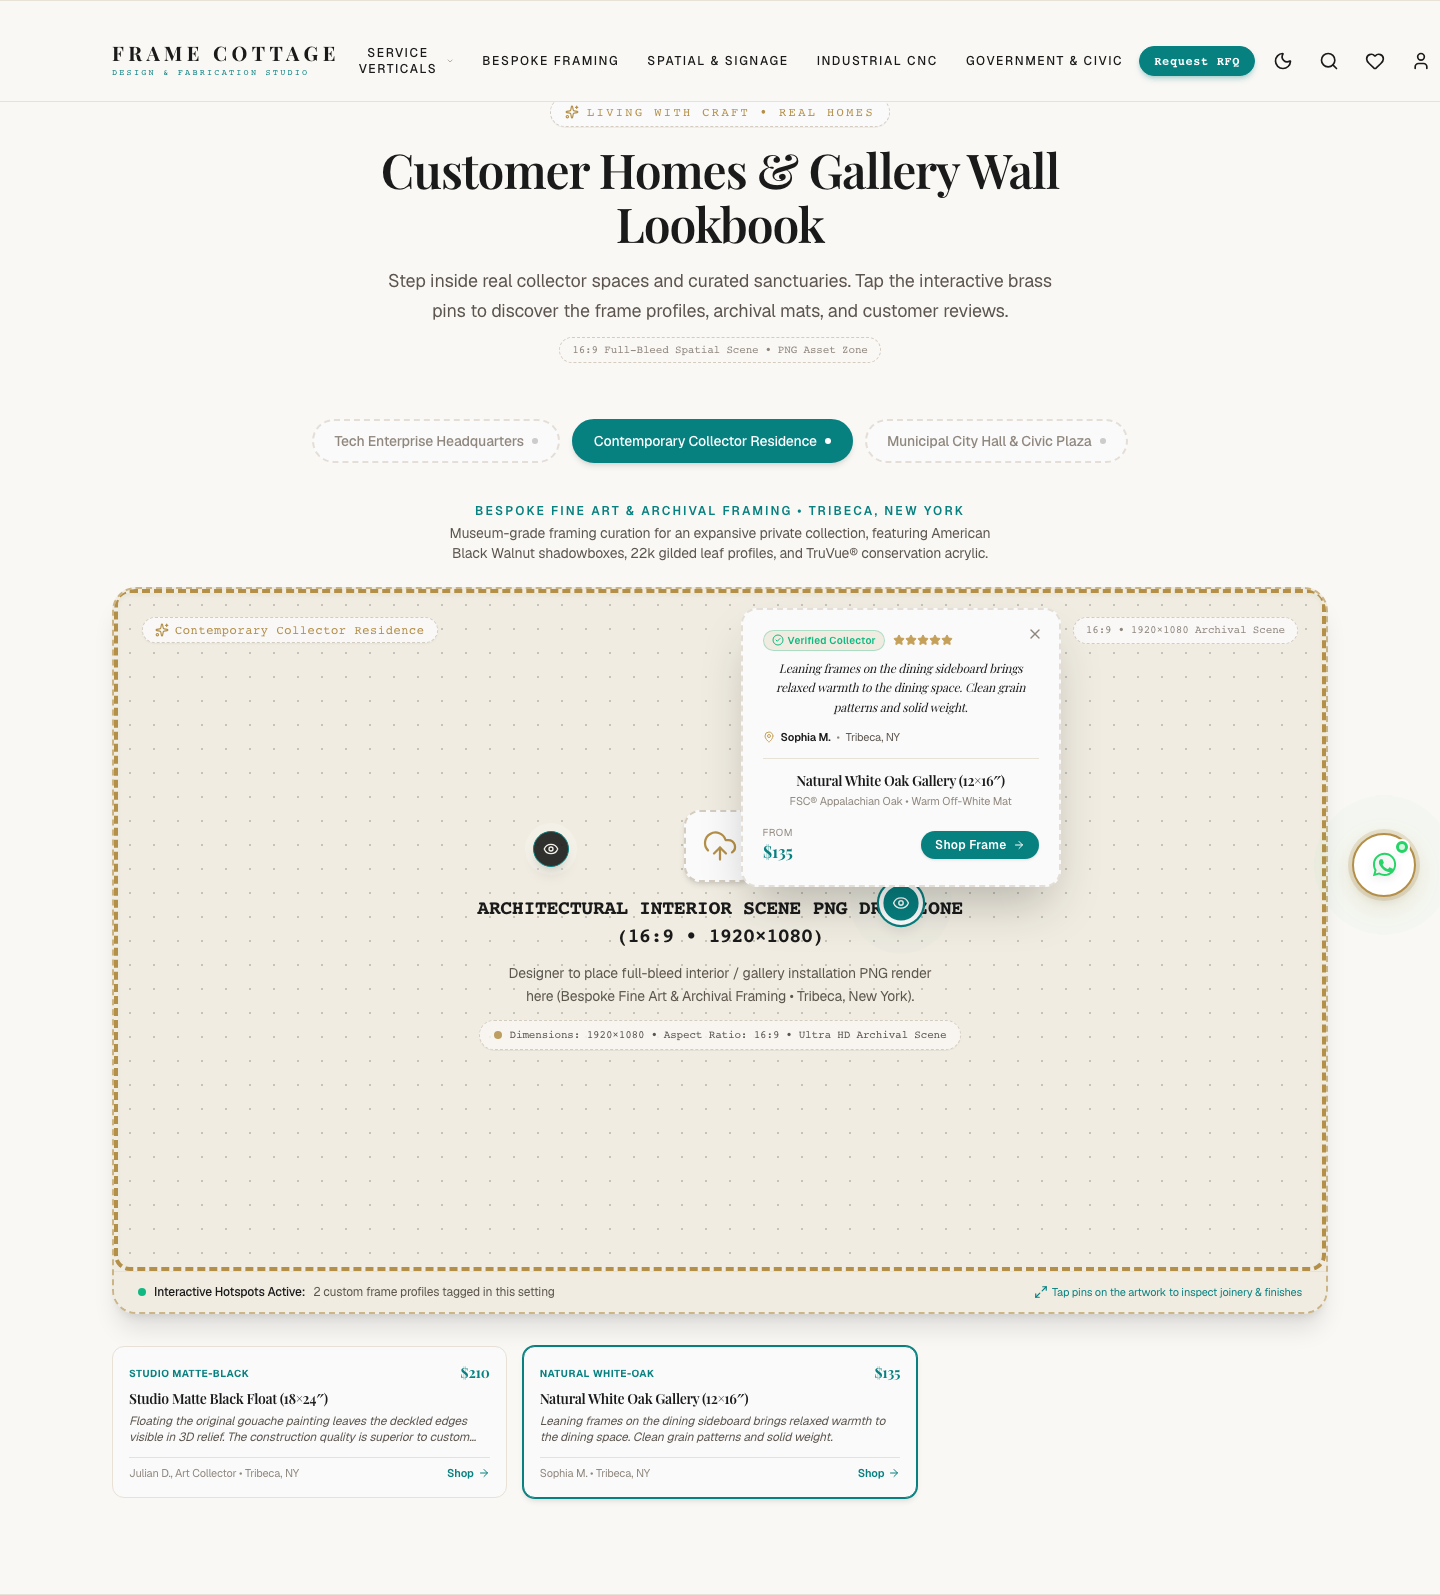 FRAME COTTAGE
DESIGN & FABRICATION STUDIO
SERVICE
VERTICALS
BESPOKE FRAMING
SPATIAL & SIGNAGE
INDUSTRIAL CNC
GOVERNMENT & CIVIC
Request RFQ
LIVING WITH CRAFT • REAL HOMES
Customer Homes & Gallery Wall
Lookbook
Step inside real collector spaces and curated sanctuaries. Tap the interactive brass
pins to discover the frame profiles, archival mats, and customer reviews.
16:9 Full-Bleed Spatial Scene • PNG Asset Zone
Tech Enterprise Headquarters
Contemporary Collector Residence
Municipal City Hall & Civic Plaza
BESPOKE FINE ART & ARCHIVAL FRAMING • TRIBECA, NEW YORK
Museum-grade framing curation for an expansive private collection, featuring American
Black Walnut shadowboxes, 22k gilded leaf profiles, and TruVue® conservation acrylic.
Contemporary Collector Residence
16:9 • 1920×1080 Archival Scene
Verified Collector
Leaning frames on the dining sideboard brings
relaxed warmth to the dining space. Clean grain
patterns and solid weight.
Sophia M. • Tribeca, NY
Natural White Oak Gallery (12×16″)
FSC® Appalachian Oak • Warm Off-White Mat
FROM
$135
Shop Frame
ARCHITECTURAL INTERIOR SCENE PNG DR ZONE
(16:9 • 1920×1080)
Designer to place full-bleed interior / gallery installation PNG render
here (Bespoke Fine Art & Archival Framing • Tribeca, New York).
Dimensions: 1920×1080 • Aspect Ratio: 16:9 • Ultra HD Archival Scene
Interactive Hotspots Active: 2 custom frame profiles tagged in this setting
Tap pins on the artwork to inspect joinery & finishes
STUDIO MATTE-BLACK
$210
Studio Matte Black Float (18×24″)
Floating the original gouache painting leaves the deckled edges
visible in 3D relief. The construction quality is superior to custom...
Julian D., Art Collector • Tribeca, NY
Shop
NATURAL WHITE-OAK
$135
Natural White Oak Gallery (12×16″)
Leaning frames on the dining sideboard brings relaxed warmth to
the dining space. Clean grain patterns and solid weight.
Sophia M. • Tribeca, NY
Shop